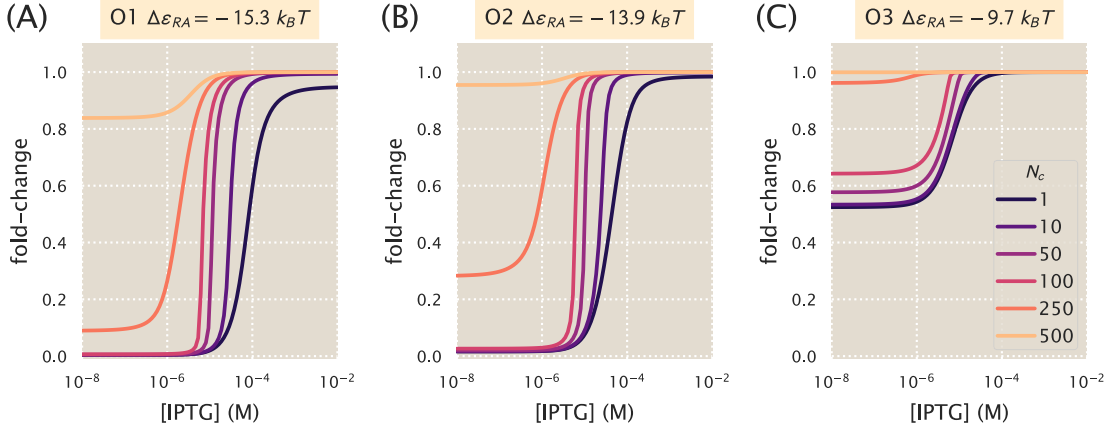 (A)
O1 Δε_RA = −15.3 k_BT
fold-change
1.0
0.8
0.6
0.4
0.2
0.0
10⁻⁸
10⁻⁶
10⁻⁴
10⁻²
[IPTG] (M)
(B)
O2 Δε_RA = −13.9 k_BT
fold-change
1.0
0.8
0.6
0.4
0.2
0.0
10⁻⁸
10⁻⁶
10⁻⁴
10⁻²
[IPTG] (M)
(C)
O3 Δε_RA = −9.7 k_BT
fold-change
1.0
0.8
0.6
0.4
0.2
0.0
10⁻⁸
10⁻⁶
10⁻⁴
10⁻²
[IPTG] (M)
N_c
1
10
50
100
250
500